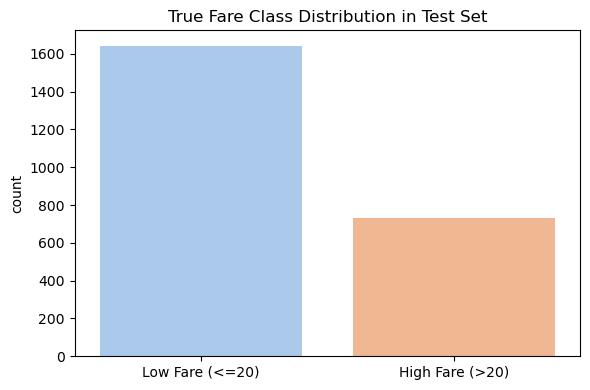 True Fare Class Distribution in Test Set
1600
1400
1200
1000
800
600
400
200
0
count
Low Fare (<=20)
High Fare (>20)